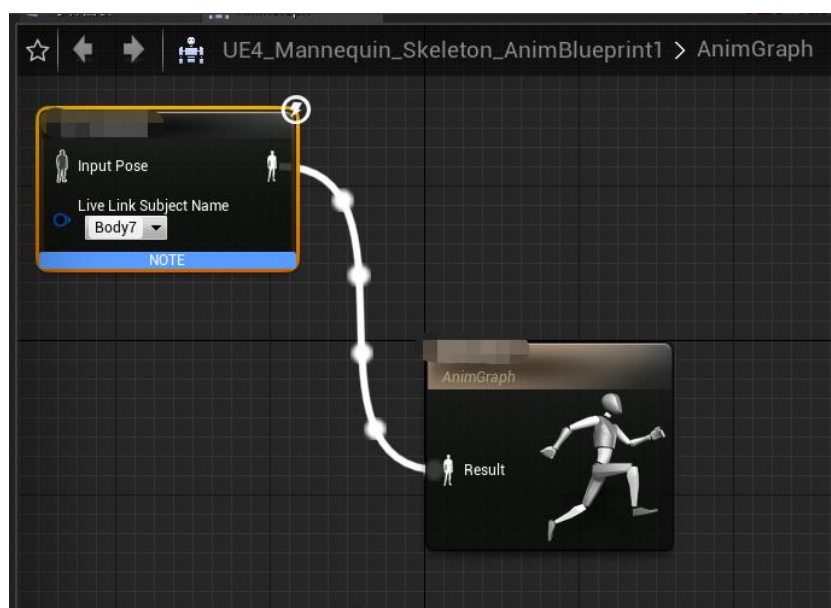 UE4_Mannequin_Skeleton_AnimBlueprint1 > AnimGraph
Input Pose
Live Link Subject Name
Body7
NOTE
AnimGraph
Result